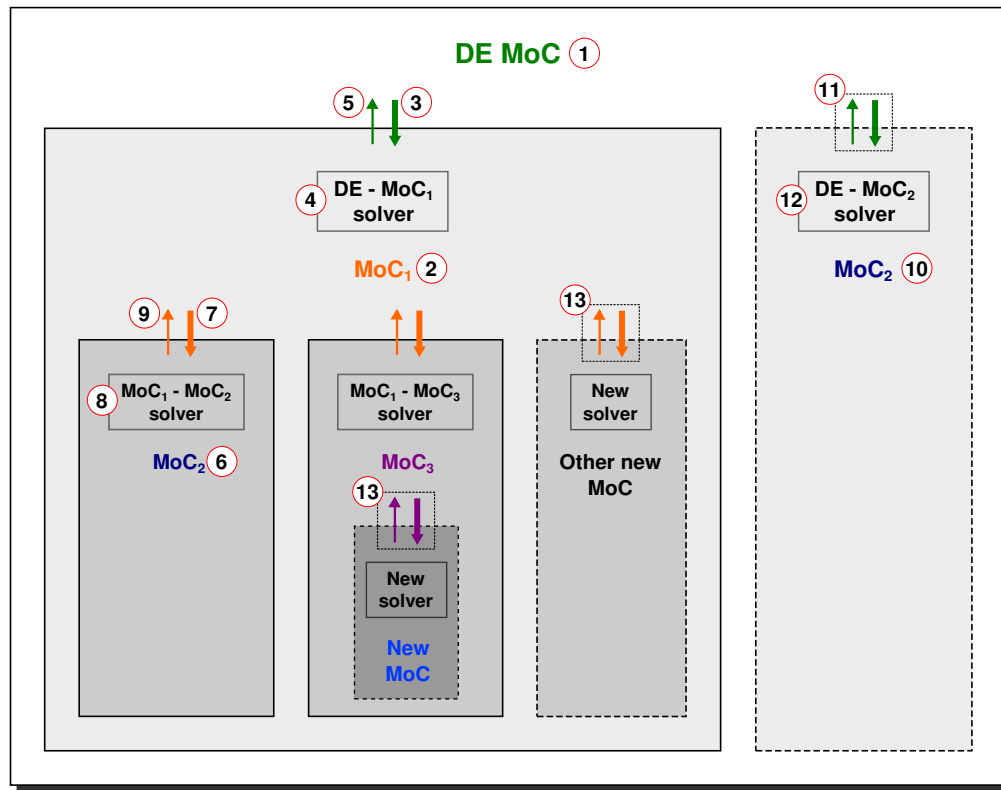 DE MoC 1
5 3 11
4 DE - MoC₁
solver
12 DE - MoC₂
solver
MoC₁ 2
MoC₂ 10
9 7 13
8 MoC₁ - MoC₂
solver
MoC₁ - MoC₃
solver
New
solver
MoC₂ 6
MoC₃
Other new
MoC
13
New
solver
New
MoC